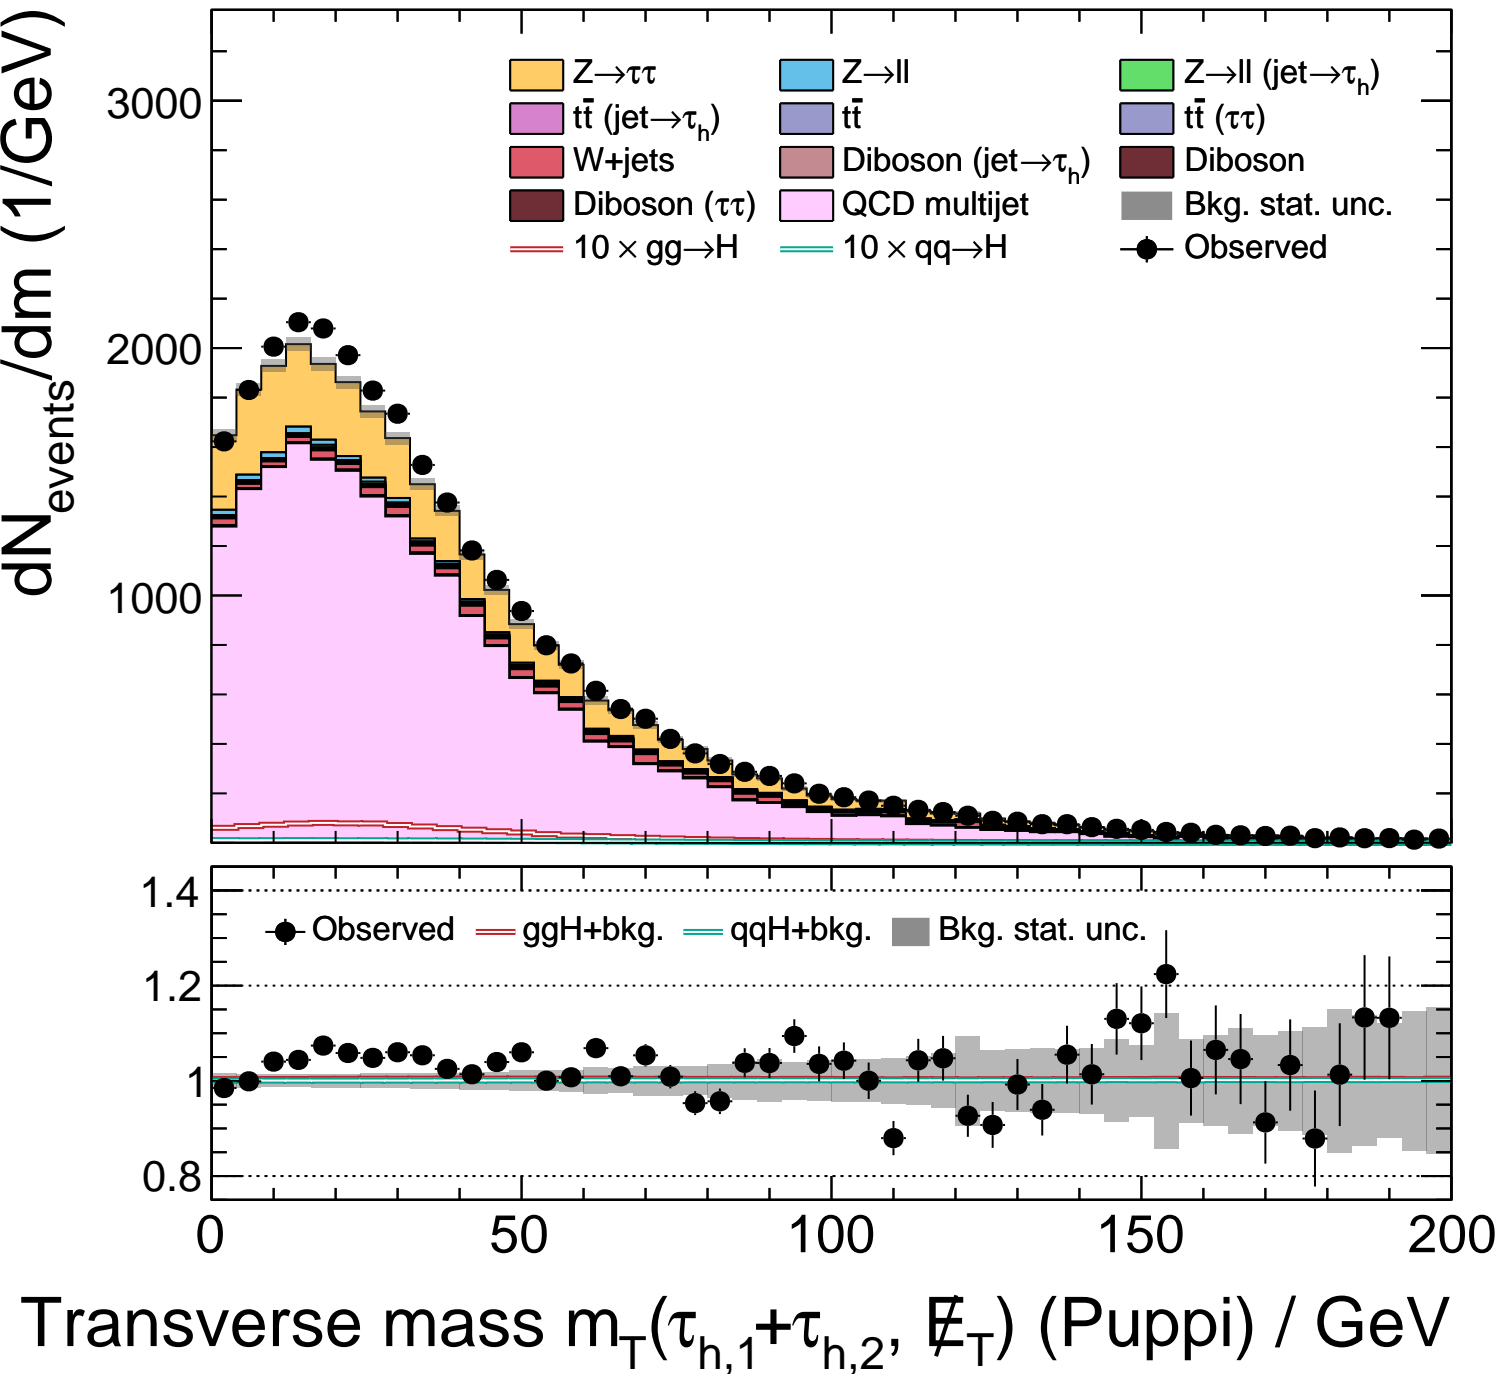 dN_events/dm (1/GeV)
3000
2000
1000
Z→ττ Z→ll Z→ll (jet→τ_h)
tt̄ (jet→τ_h) tt̄ tt̄ (ττ)
W+jets Diboson (jet→τ_h) Diboson
Diboson (ττ) QCD multijet Bkg. stat. unc.
10 × gg→H 10 × qq→H Observed
1.4
1.2
1
0.8
Observed ggH+bkg. qqH+bkg. Bkg. stat. unc.
0 50 100 150 200
Transverse mass m_T(τ_h,1+τ_h,2, E̸_T) (Puppi) / GeV